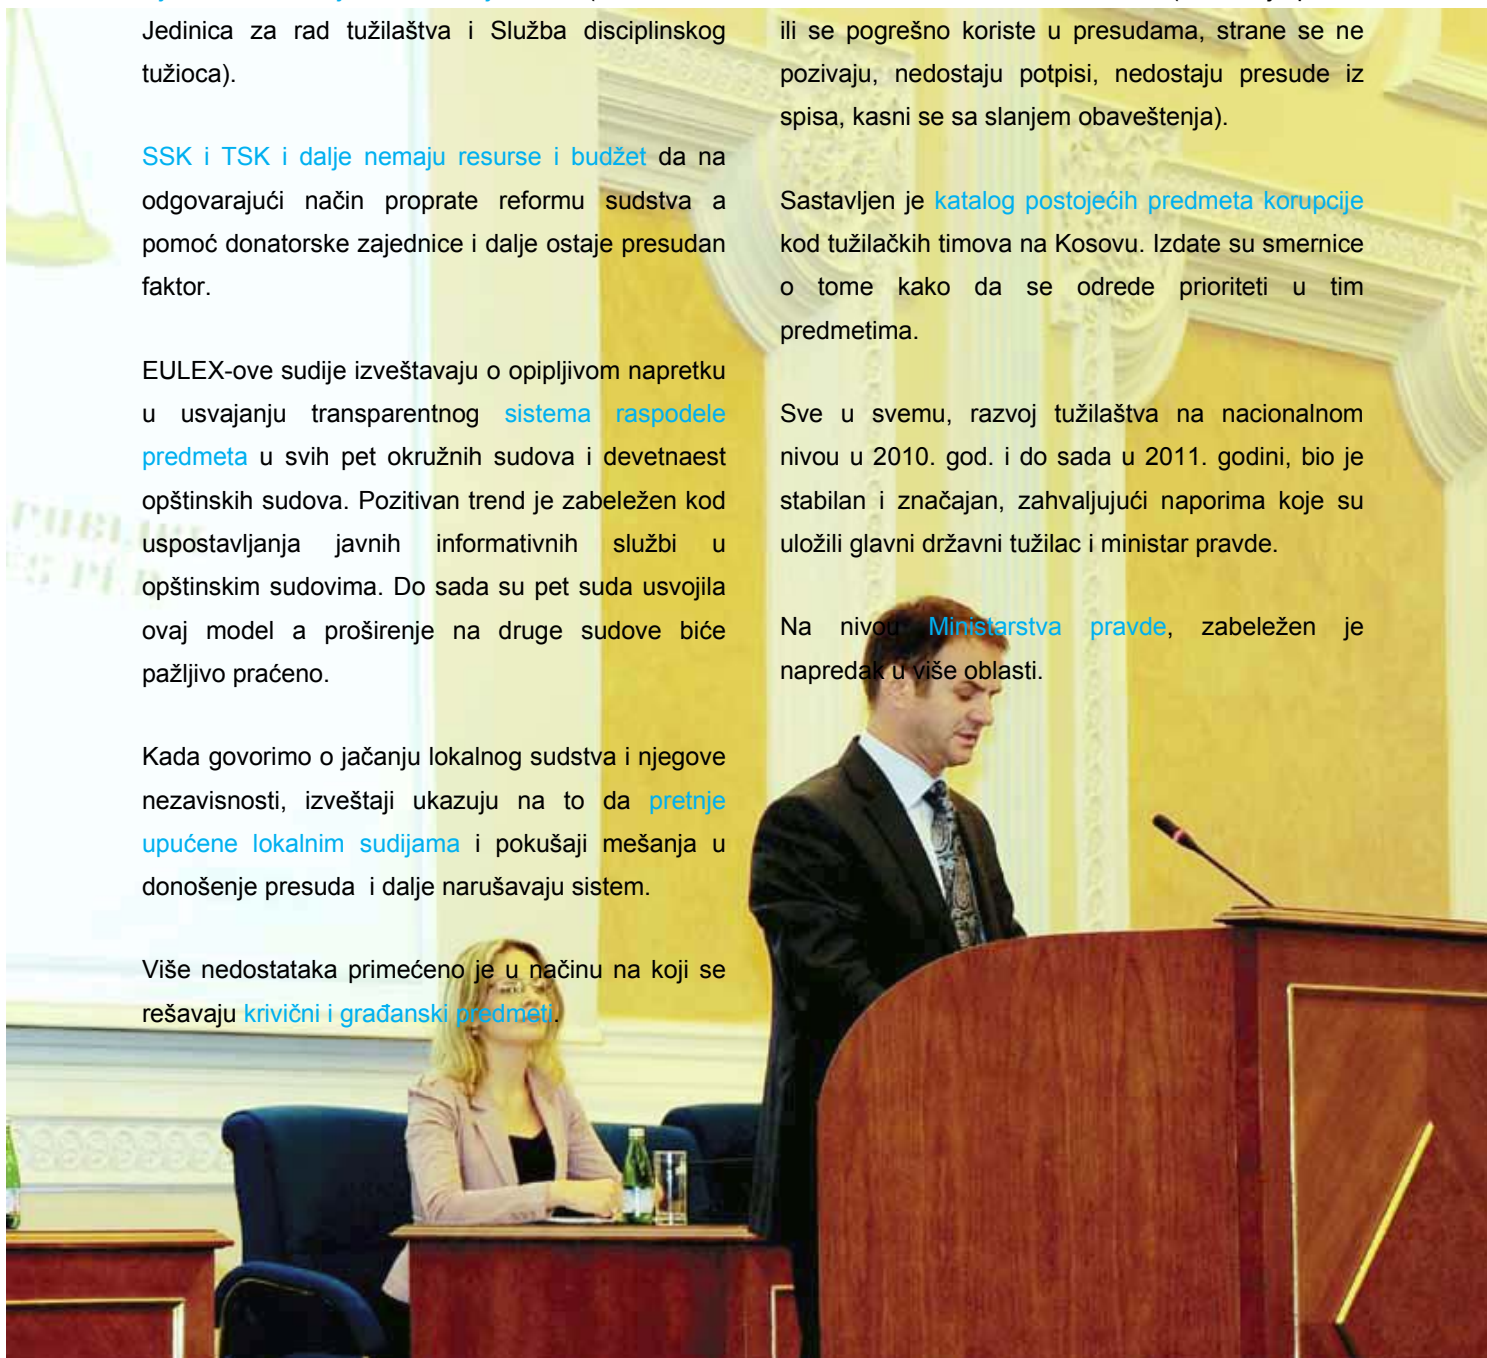 Jedinica za rad tužilaštva i Služba disciplinskog
tužioca).
SSK i TSK i dalje nemaju resurse i budžet da na
odgovarajući način proprate reformu sudstva a
pomoć donatorske zajednice i dalje ostaje presudan
faktor.
EULEX-ove sudije izveštavaju o opipljivom napretku
u usvajanju transparentnog sistema raspodele
predmeta u svih pet okružnih sudova i devetnaest
opštinskih sudova. Pozitivan trend je zabeležen kod
uspostavljanja javnih informativnih službi u
opštinskim sudovima. Do sada su pet suda usvojila
ovaj model a proširenje na druge sudove biće
pažljivo praćeno.
Kada govorimo o jačanju lokalnog sudstva i njegove
nezavisnosti, izveštaji ukazuju na to da pretnje
upućene lokalnim sudijama i pokušaji mešanja u
donošenje presuda  i dalje narušavaju sistem.
Više nedostataka primećeno je u načinu na koji se
rešavaju krivični i građanski predmeti.
ili se pogrešno koriste u presudama, strane se ne
pozivaju, nedostaju potpisi, nedostaju presude iz
spisa, kasni se sa slanjem obaveštenja).
Sastavljen je katalog postojećih predmeta korupcije
kod tužilačkih timova na Kosovu. Izdate su smernice
o tome kako da se odrede prioriteti u tim
predmetima.
Sve u svemu, razvoj tužilaštva na nacionalnom
nivou u 2010. god. i do sada u 2011. godini, bio je
stabilan i značajan, zahvaljujući naporima koje su
uložili glavni državni tužilac i ministar pravde.
Na nivou Ministarstva pravde, zabeležen je
napredak u više oblasti.